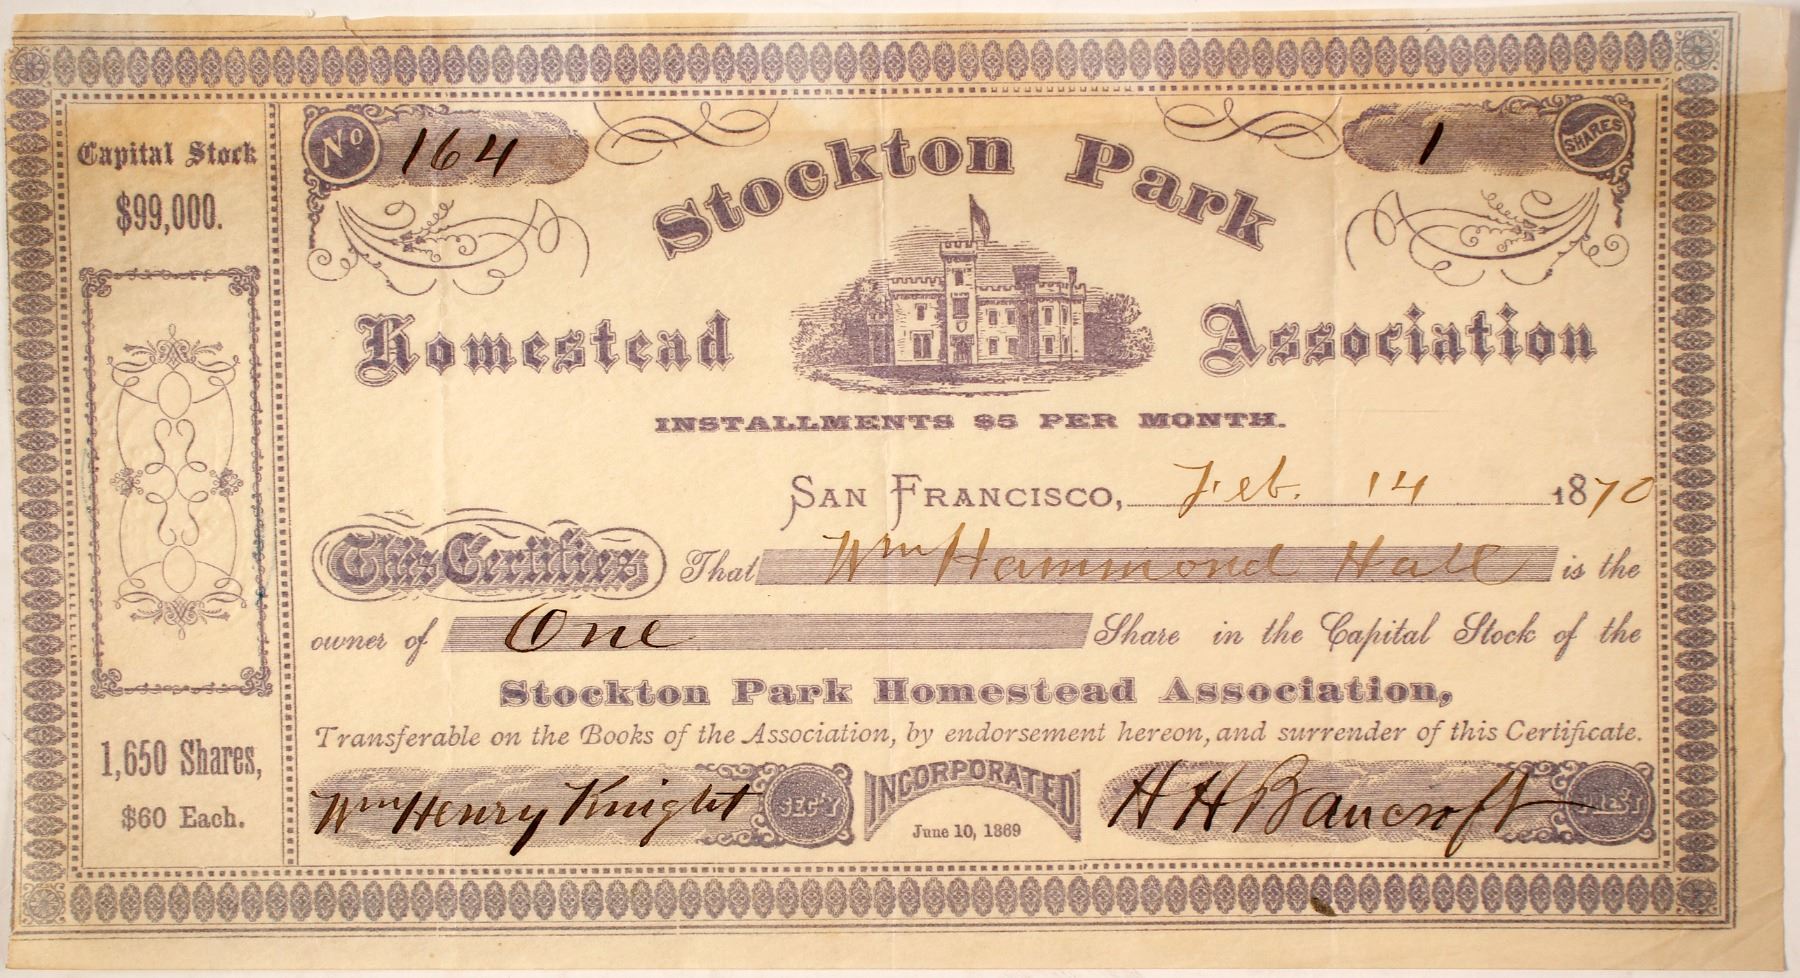 Capital Stock
$99,000.
1,650 Shares,
$60 Each.
No 164
1 SHARES
Stockton Park
Homestead Association
INSTALLMENTS $5 PER MONTH.
SAN FRANCISCO, Feb. 14 1870
This Certifies That Wm Hammond Hall is the
owner of One Share in the Capital Stock of the
Stockton Park Homestead Association,
Transferable on the Books of the Association, by endorsement hereon, and surrender of this Certificate.
Wm Henry Knight SEC'Y
INCORPORATED
June 10, 1869
H H Bancroft PRES'T